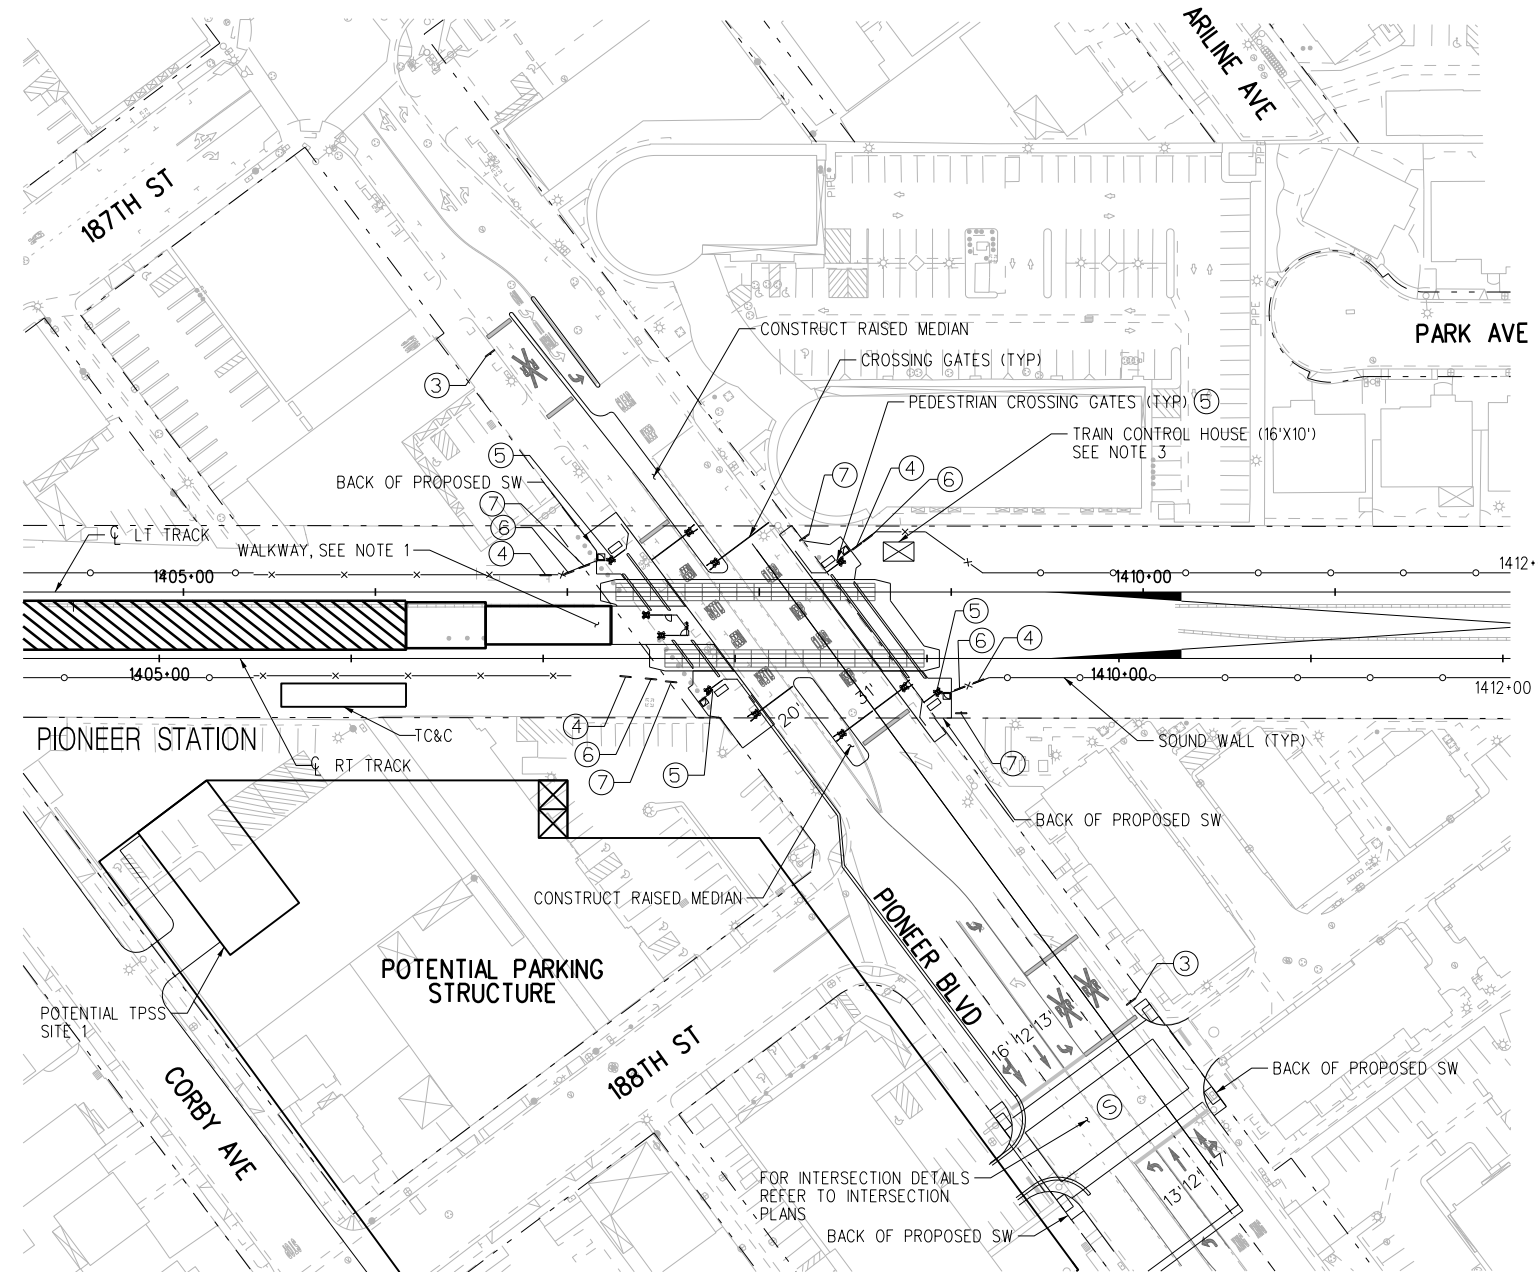 ARILINE AVE
187TH ST
PIPE
PIPE
PIPE
PIPE
CONSTRUCT RAISED MEDIAN
PARK AVE
CROSSING GATES (TYP)
3
PEDESTRIAN CROSSING GATES (TYP) 5
TRAIN CONTROL HOUSE (16'X10')
SEE NOTE 3
5
BACK OF PROPOSED SW
7
4
6
7
6
4
℄ LT TRACK
WALKWAY, SEE NOTE 1
1405+00
1410+00
1412+
5
6
4
1405+00
1410+00
1412+00
31'
20'
4
6
7
5
7
TC&C
PIONEER STATION
℄ RT TRACK
SOUND WALL (TYP)
BACK OF PROPOSED SW
CONSTRUCT RAISED MEDIAN
PIONEER BLVD
POTENTIAL PARKING
STRUCTURE
3
POTENTIAL TPSS
SITE 1
16' 12' 13'
188TH ST
CORBY AVE
BACK OF PROPOSED SW
S
FOR INTERSECTION DETAILS
REFER TO INTERSECTION
PLANS
13' 12' 17'
BACK OF PROPOSED SW